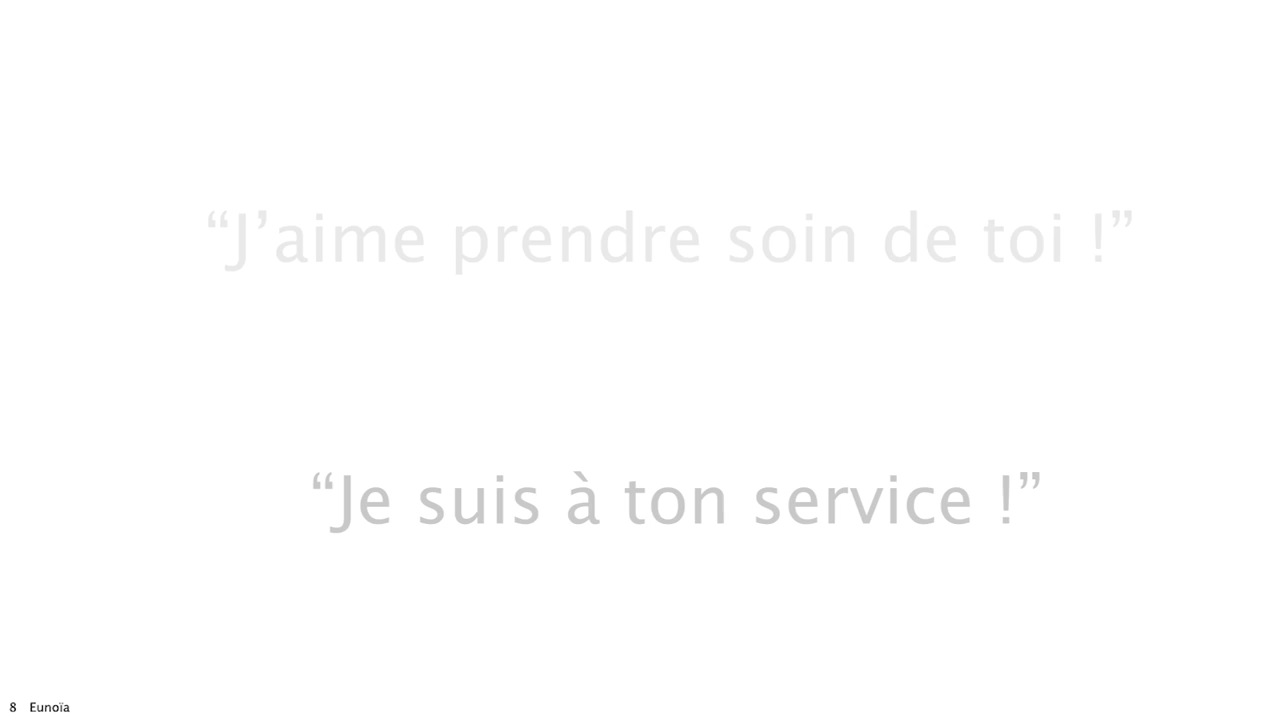 “J’aime prendre soin de toi !”
“Je suis à ton service !”
8 Eunoïa